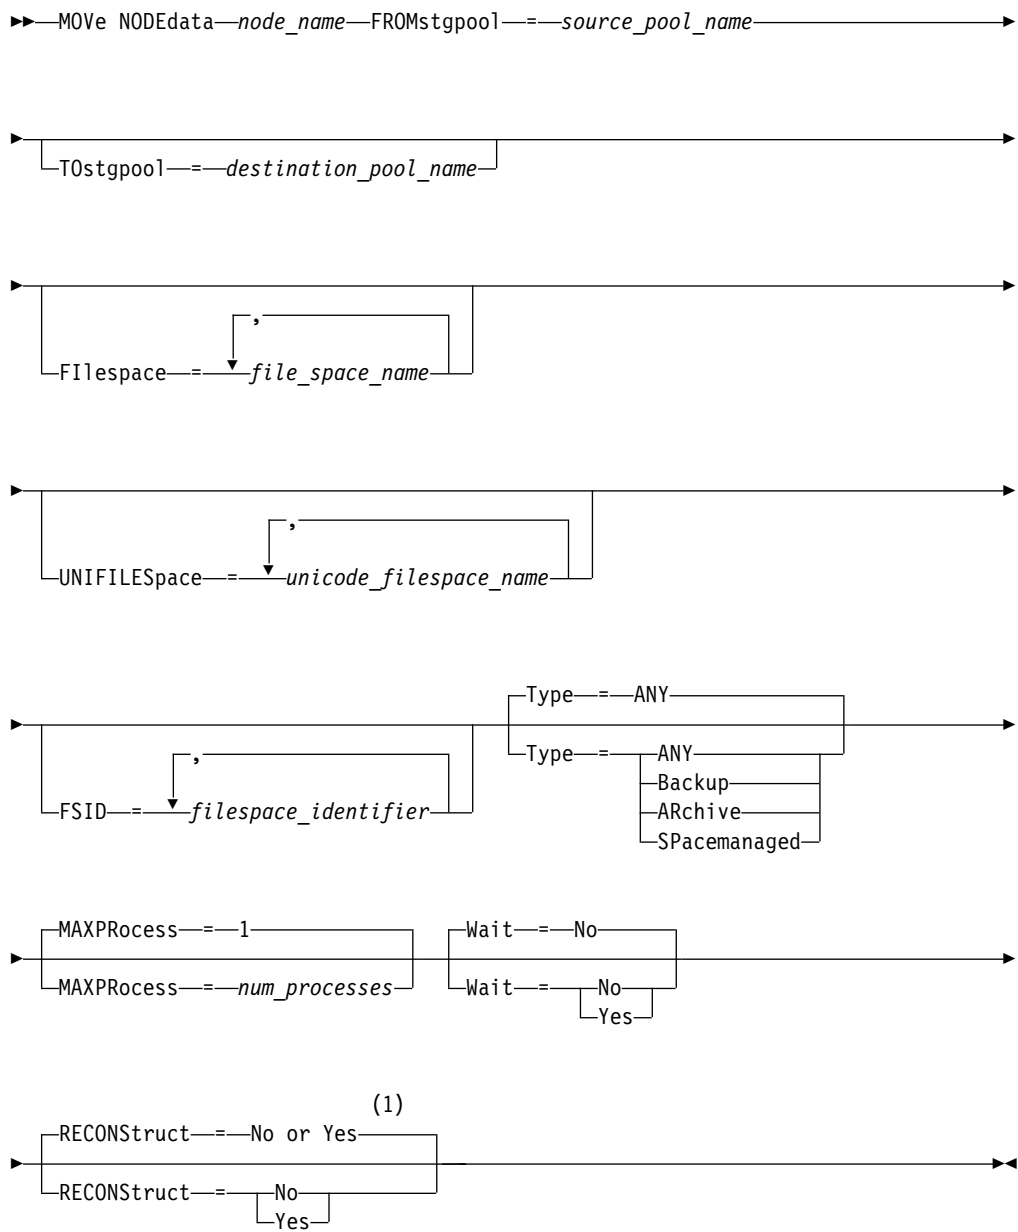 MOVe NODEdata node_name FROMstgpool = source_pool_name
TOstgpool = destination_pool_name
,
FIlespace = file_space_name
,
UNIFILESpace = unicode_filespace_name
Type = ANY
,
FSID = filespace_identifier
Type = ANY
Backup
ARchive
SPacemanaged
MAXPRocess = 1 Wait = No
MAXPRocess = num_processes Wait = No
Yes
(1)
RECONStruct = No or Yes
RECONStruct = No
Yes